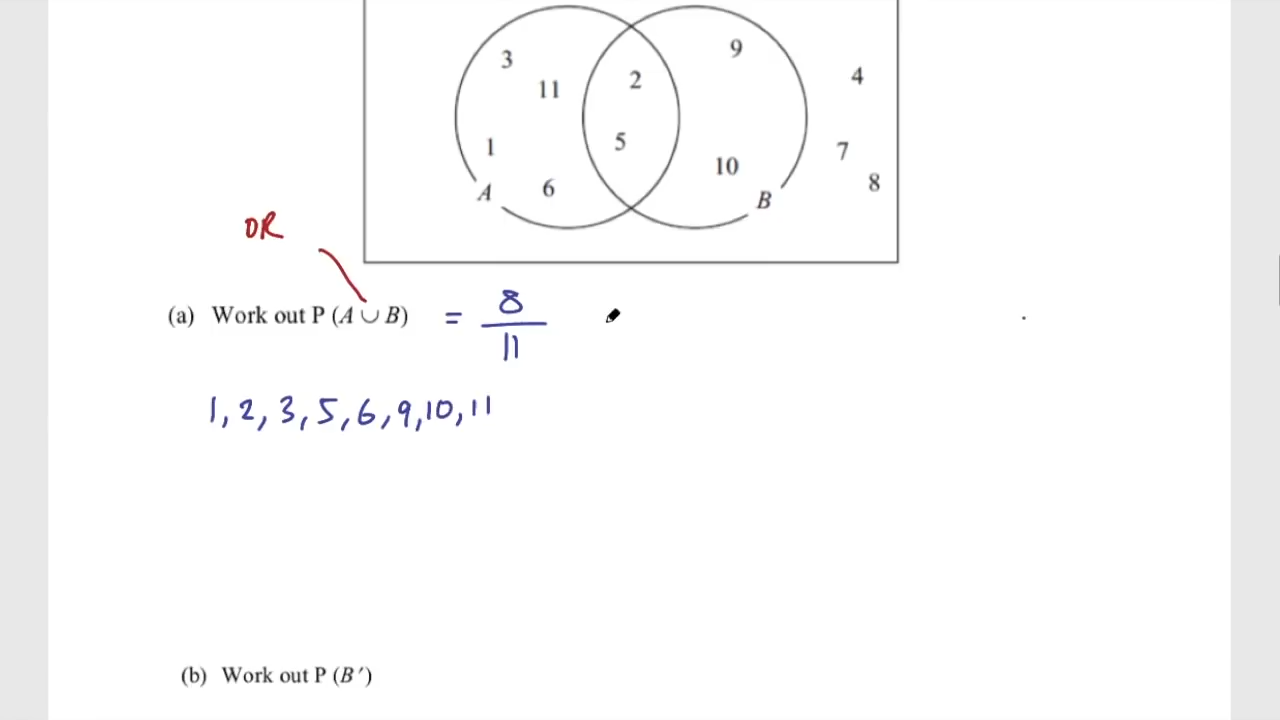 3
9
11
2
4
1
5
7
6
10
8
A
B
OR
(a) Work out P (A ∪ B) = 8/11
1, 2, 3, 5, 6, 9, 10, 11
(b) Work out P (B′)